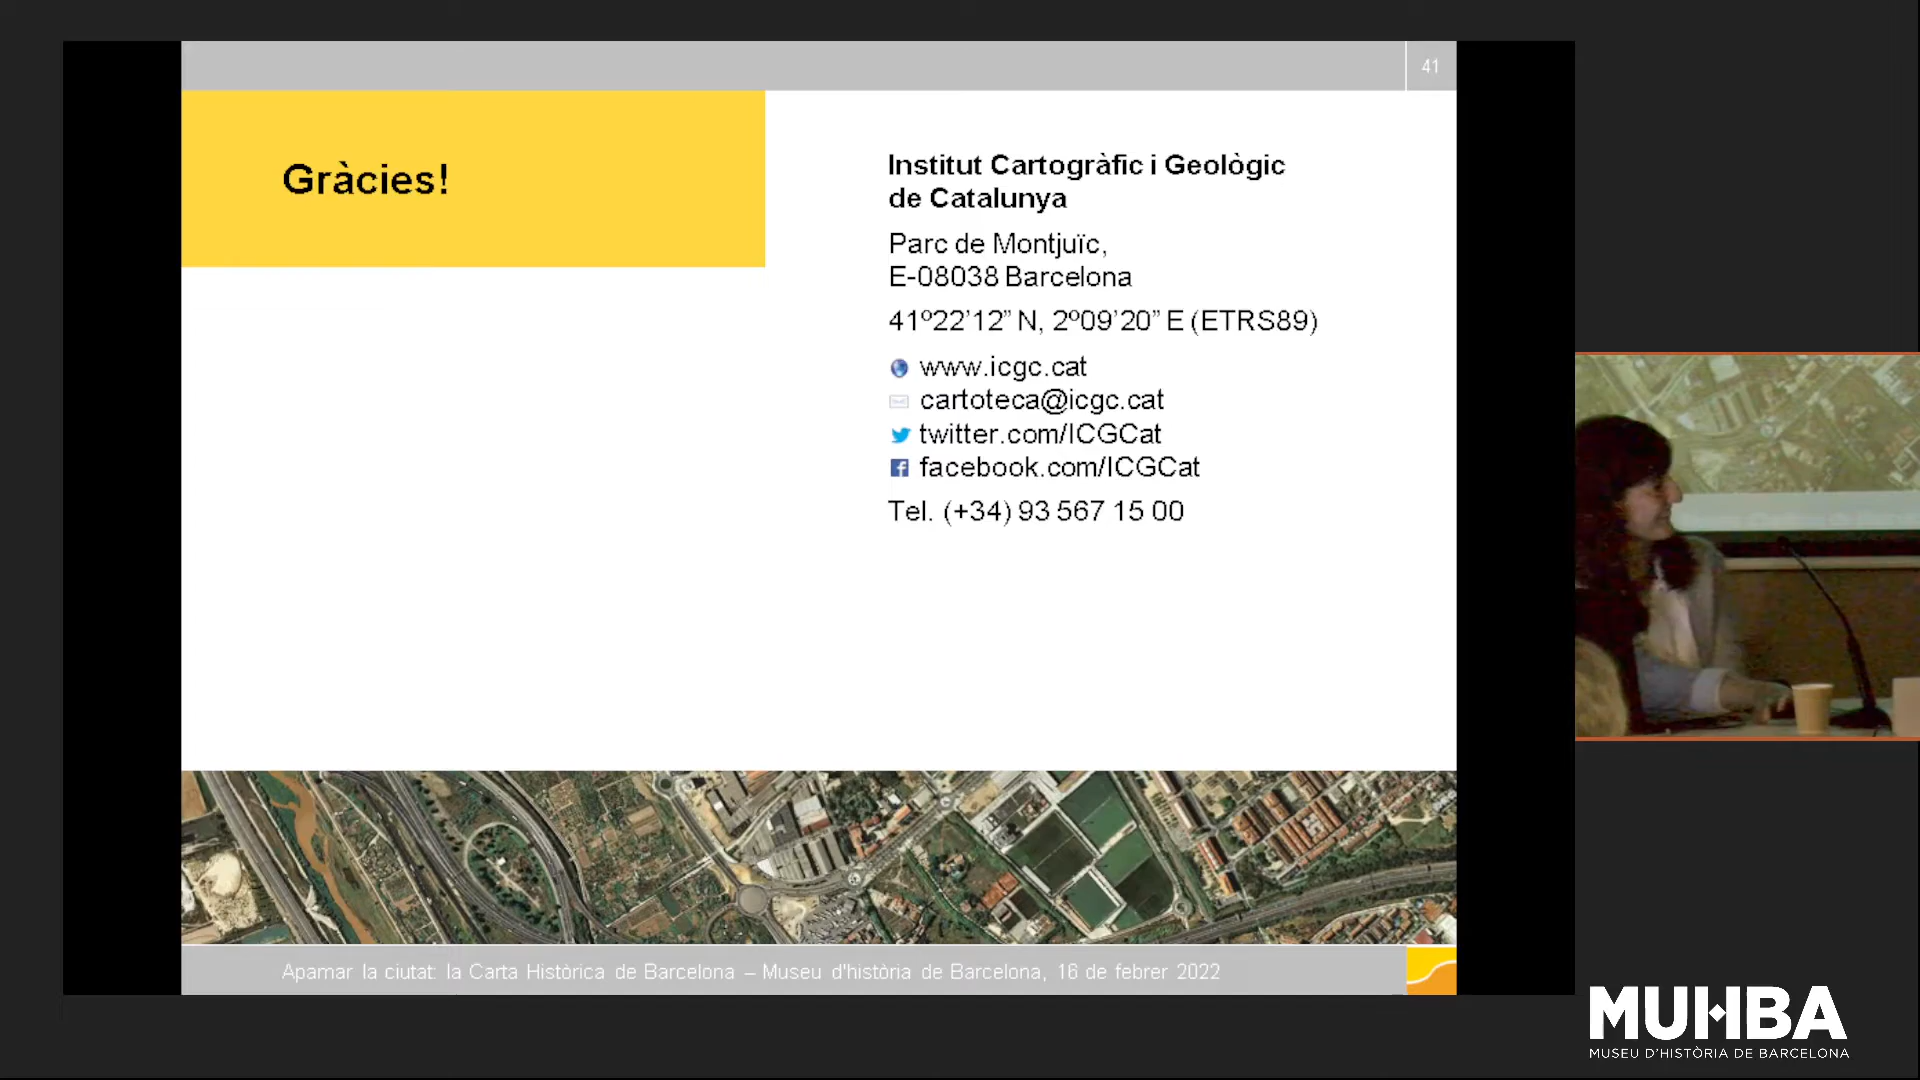 41
Gràcies!
Institut Cartogràfic i Geològic
de Catalunya
Parc de Montjuïc,
E-08038 Barcelona
41º22’12” N, 2º09’20” E (ETRS89)
www.icgc.cat
cartoteca@icgc.cat
twitter.com/ICGCat
facebook.com/ICGCat
Tel. (+34) 93 567 15 00
Apamar la ciutat: la Carta Històrica de Barcelona – Museu d'història de Barcelona, 16 de febrer 2022
MUHBA
MUSEU D'HISTÒRIA DE BARCELONA